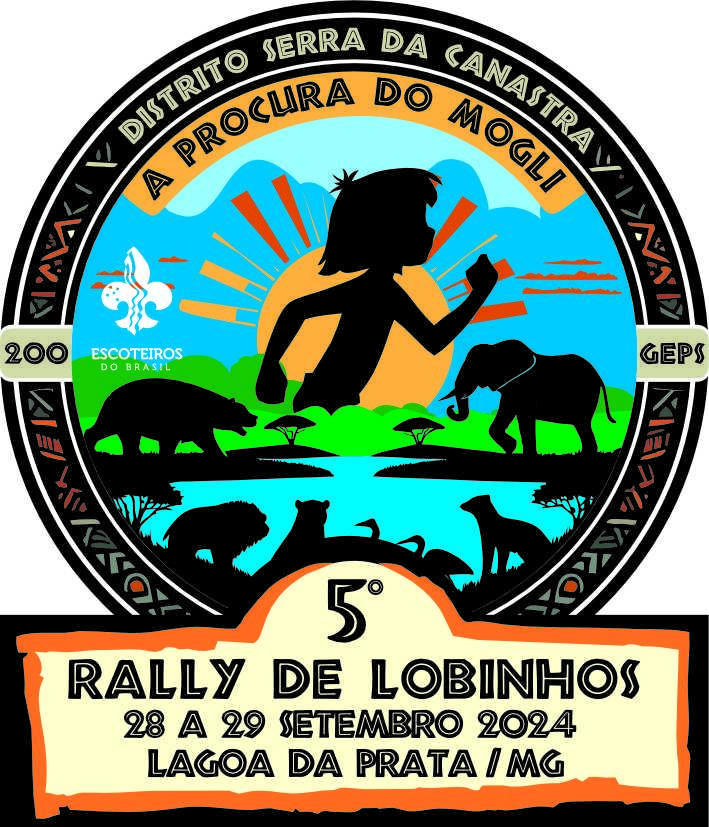 DISTRITO SERRA DA CANASTRA
A PROCURA DO MOGLI
200
GEPS
ESCOTEIROS
DO BRASIL
5°
RALLY DE LOBINHOS
28 A 29 SETEMBRO 2024
LAGOA DA PRATA / MG